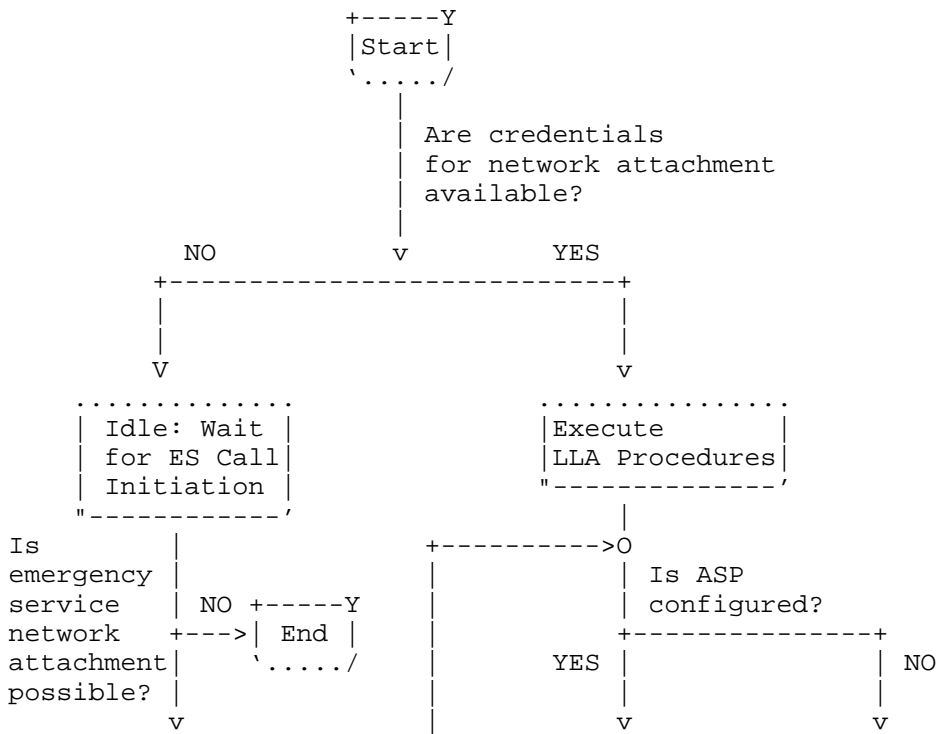 Start
Are credentials
for network attachment
available?
NO v YES
V v
Idle: Wait Execute
for ES Call LLA Procedures
Initiation
Is O
emergency Is ASP
service NO Y configured?
network End
attachment YES NO
possible?
v v v